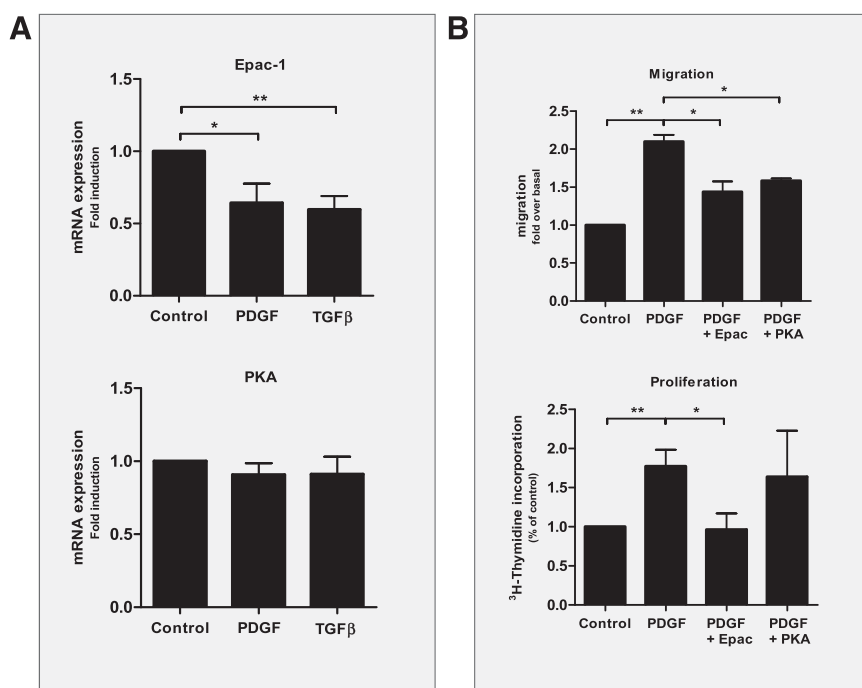 A
Epac-1
mRNA expression
Fold induction
1.5
1.0
0.5
0.0
**
*
Control PDGF TGFβ
PKA
mRNA expression
Fold induction
1.5
1.0
0.5
0.0
Control PDGF TGFβ
B
Migration
migration
fold over basal
2.5
2.0
1.5
1.0
0.5
0.0
*
** *
Control PDGF PDGF PDGF
+ Epac + PKA
Proliferation
³H-Thymidine incorporation
(% of control)
2.5
2.0
1.5
1.0
0.5
0.0
** *
Control PDGF PDGF PDGF
+ Epac + PKA